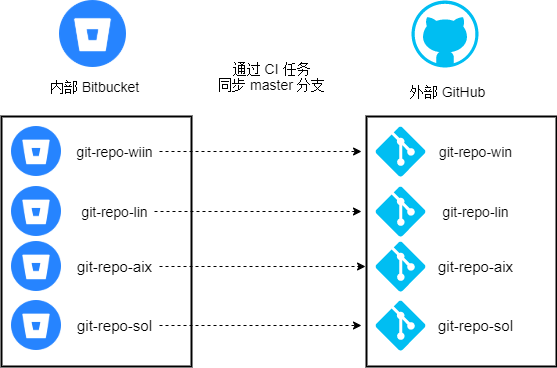 内部 Bitbucket
通过 CI 任务
同步 master 分支
外部 GitHub
git-repo-wiin
git-repo-win
git-repo-lin
git-repo-lin
git-repo-aix
git-repo-aix
git-repo-sol
git-repo-sol